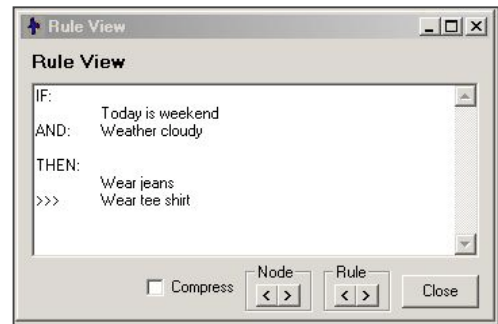 Rule View
Rule View
IF:
Today is weekend
AND: Weather cloudy
THEN:
Wear jeans
>>> Wear tee shirt
Compress
Node
< >
Rule
< >
Close